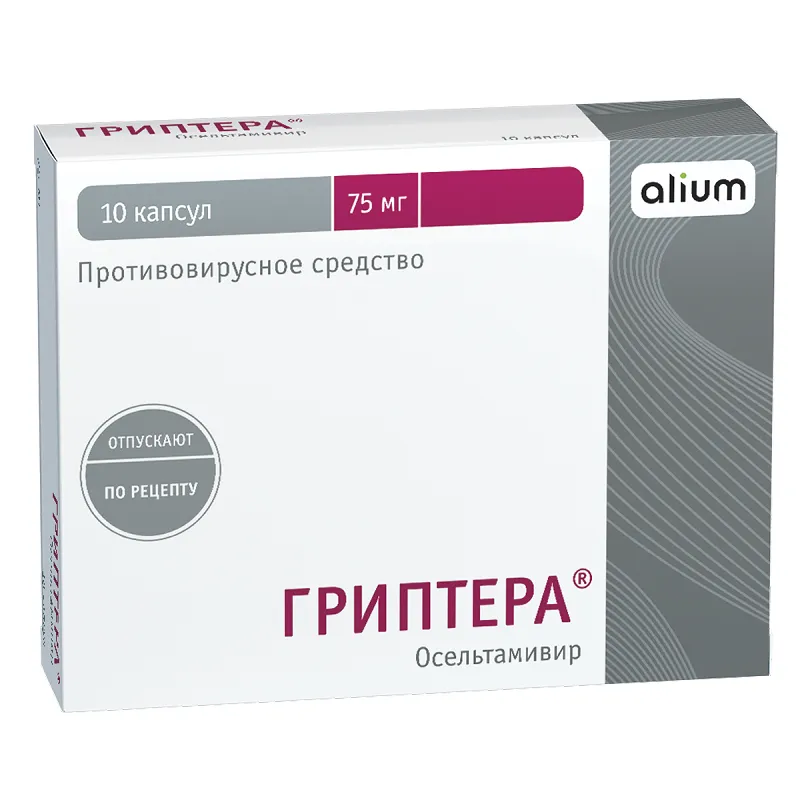 ГРИПТЕРА®
Осельтамивир
10 капсул
alium
10 капсул
75 мг
Противовирусное средство
ОТПУСКАЮТ
ПО РЕЦЕПТУ
ГРИПТЕРА®
Осельтамивир
ГРИПТЕРА®